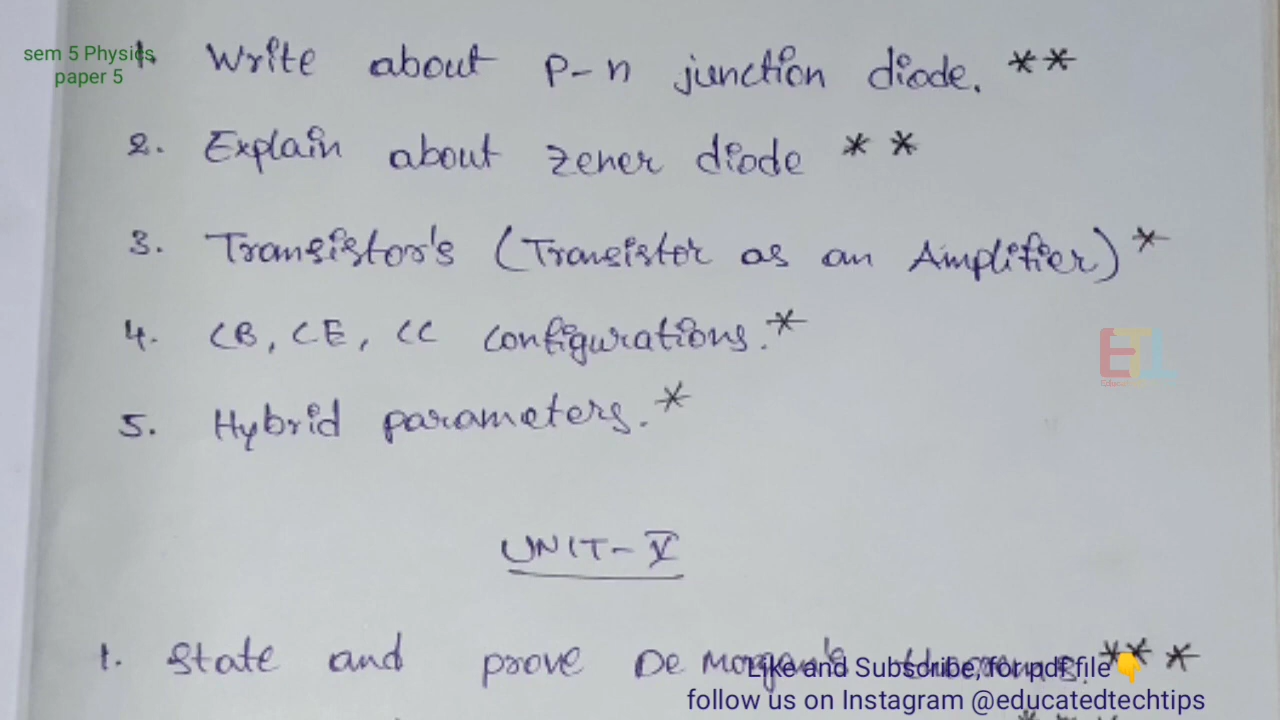 sem 5 Physics
paper 5
1. Write about P-n junction diode. **
2. Explain about zener diode **
3. Transistor's (Transistor as an Amplifier) *
4. CB, CE, CC configurations. *
5. Hybrid parameters. *
UNIT-V
1. State and prove De Morgan's theorems. ***
Like and Subscribe, for pdf file👇
follow us on Instagram @educatedtechtips